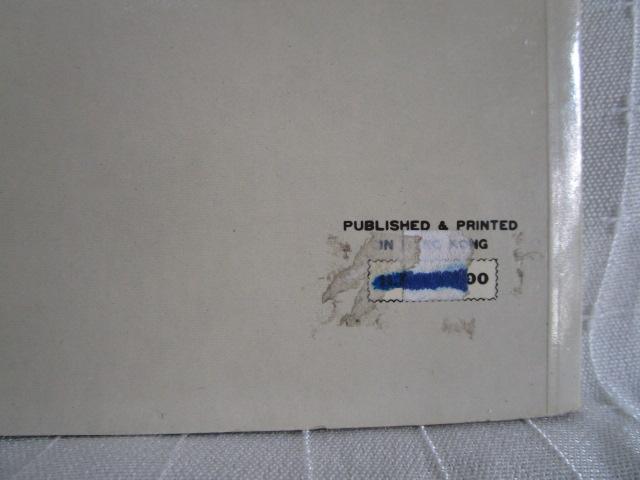 PUBLISHED & PRINTED
IN KONG
00